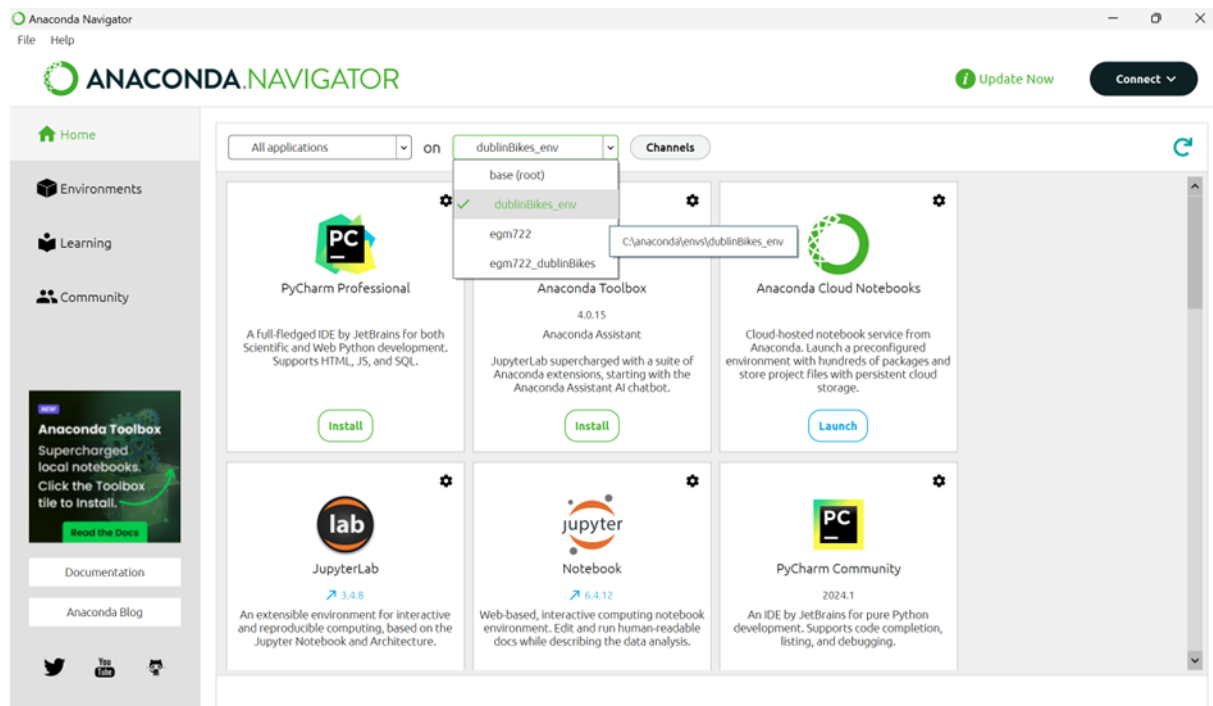 Anaconda Navigator
File Help
ANACONDA.NAVIGATOR
i Update Now
Connect
Home
Environments
Learning
Community
All applications
on
dublinBikes_env
Channels
base (root)
dublinBikes_env
egm722
egm722_dublinBikes
C:\anaconda\envs\dublinBikes_env
PC
PyCharm Professional
A full-fledged IDE by JetBrains for both
Scientific and Web Python development.
Supports HTML, JS, and SQL.
Install
Anaconda Toolbox
4.0.15
Anaconda Assistant
JupyterLab supercharged with a suite of
Anaconda extensions, starting with the
Anaconda Assistant AI chatbot.
Install
Anaconda Cloud Notebooks
Cloud-hosted notebook service from
Anaconda. Launch a preconfigured
environment with hundreds of packages and
store project files with persistent cloud
storage.
Launch
lab
JupyterLab
3.4.8
An extensible environment for interactive
and reproducible computing, based on the
Jupyter Notebook and Architecture.
jupyter
Notebook
6.4.12
Web-based, interactive computing notebook
environment. Edit and run human-readable
docs while describing the data analysis.
PC
PyCharm Community
2024.1
An IDE by JetBrains for pure Python
development. Supports code completion,
listing, and debugging.
NEW
Anaconda Toolbox
Supercharged
local notebooks.
Click the Toolbox
tile to Install.
Read the Docs
Documentation
Anaconda Blog
You
Tube